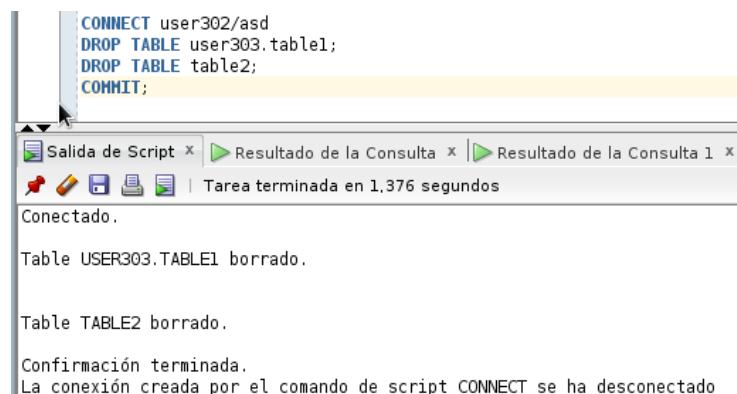 CONNECT user302/asd
DROP TABLE user303.table1;
DROP TABLE table2;
COMMIT;
Salida de Script x Resultado de la Consulta x Resultado de la Consulta 1 x
Tarea terminada en 1,376 segundos
Conectado.
Table USER303.TABLE1 borrado.
Table TABLE2 borrado.
Confirmación terminada.
La conexión creada por el comando de script CONNECT se ha desconectado